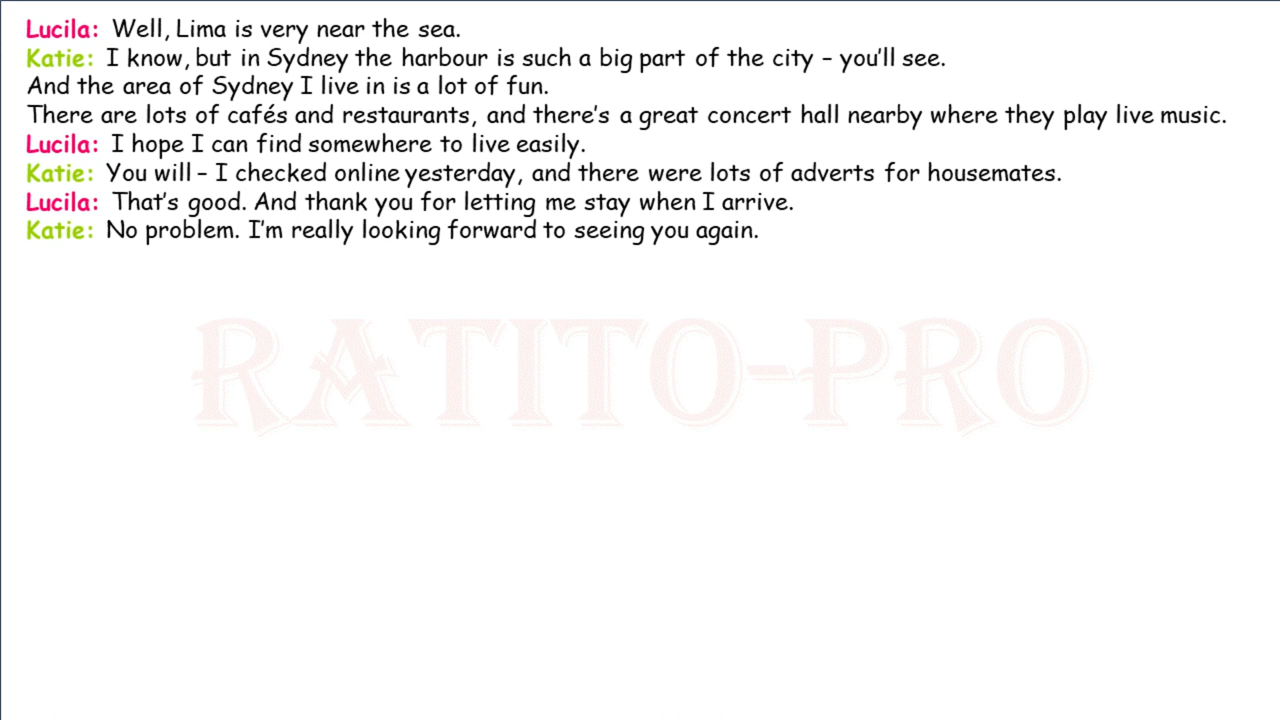 Lucila: Well, Lima is very near the sea.
Katie: I know, but in Sydney the harbour is such a big part of the city – you'll see.
And the area of Sydney I live in is a lot of fun.
There are lots of cafés and restaurants, and there's a great concert hall nearby where they play live music.
Lucila: I hope I can find somewhere to live easily.
Katie: You will – I checked online yesterday, and there were lots of adverts for housemates.
Lucila: That's good. And thank you for letting me stay when I arrive.
Katie: No problem. I'm really looking forward to seeing you again.
RATITO-PRO